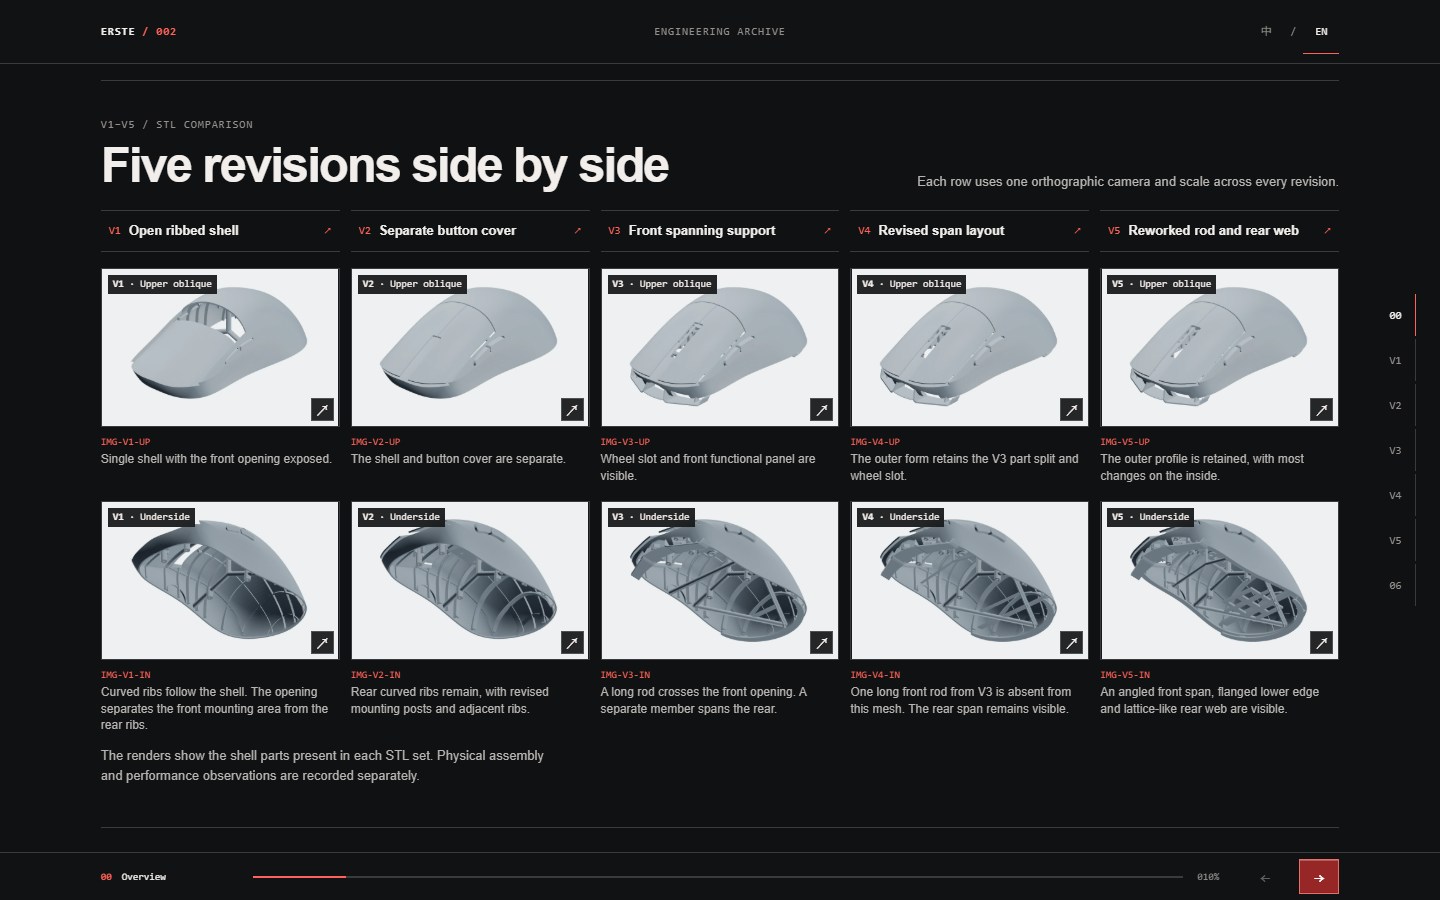 ERSTE / 002
ENGINEERING ARCHIVE
中 / EN
V1–V5 / STL COMPARISON
Five revisions side by side
Each row uses one orthographic camera and scale across every revision.
V1 Open ribbed shell ↗
V2 Separate button cover ↗
V3 Front spanning support ↗
V4 Revised span layout ↗
V5 Reworked rod and rear web ↗
V1 · Upper oblique
V2 · Upper oblique
V3 · Upper oblique
V4 · Upper oblique
V5 · Upper oblique
IMG-V1-UP
Single shell with the front opening exposed.
IMG-V2-UP
The shell and button cover are separate.
IMG-V3-UP
Wheel slot and front functional panel are
visible.
IMG-V4-UP
The outer form retains the V3 part split and
wheel slot.
IMG-V5-UP
The outer profile is retained, with most
changes on the inside.
V1 · Underside
V2 · Underside
V3 · Underside
V4 · Underside
V5 · Underside
IMG-V1-IN
Curved ribs follow the shell. The opening
separates the front mounting area from the
rear ribs.
IMG-V2-IN
Rear curved ribs remain, with revised
mounting posts and adjacent ribs.
IMG-V3-IN
A long rod crosses the front opening. A
separate member spans the rear.
IMG-V4-IN
One long front rod from V3 is absent from
this mesh. The rear span remains visible.
IMG-V5-IN
An angled front span, flanged lower edge
and lattice-like rear web are visible.
The renders show the shell parts present in each STL set. Physical assembly
and performance observations are recorded separately.
00
V1
V2
V3
V4
V5
06
00 Overview
010%
← →